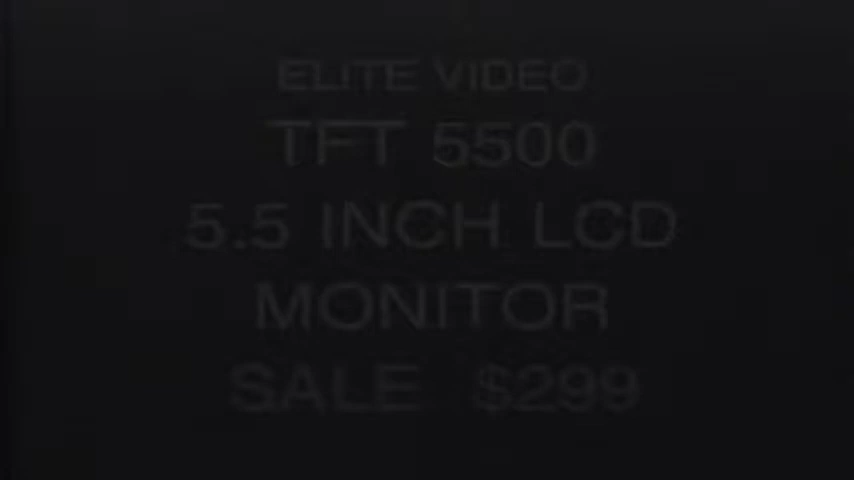 ELITE VIDEO
TFT 5500
5.5 INCH LCD
MONITOR
SALE $299